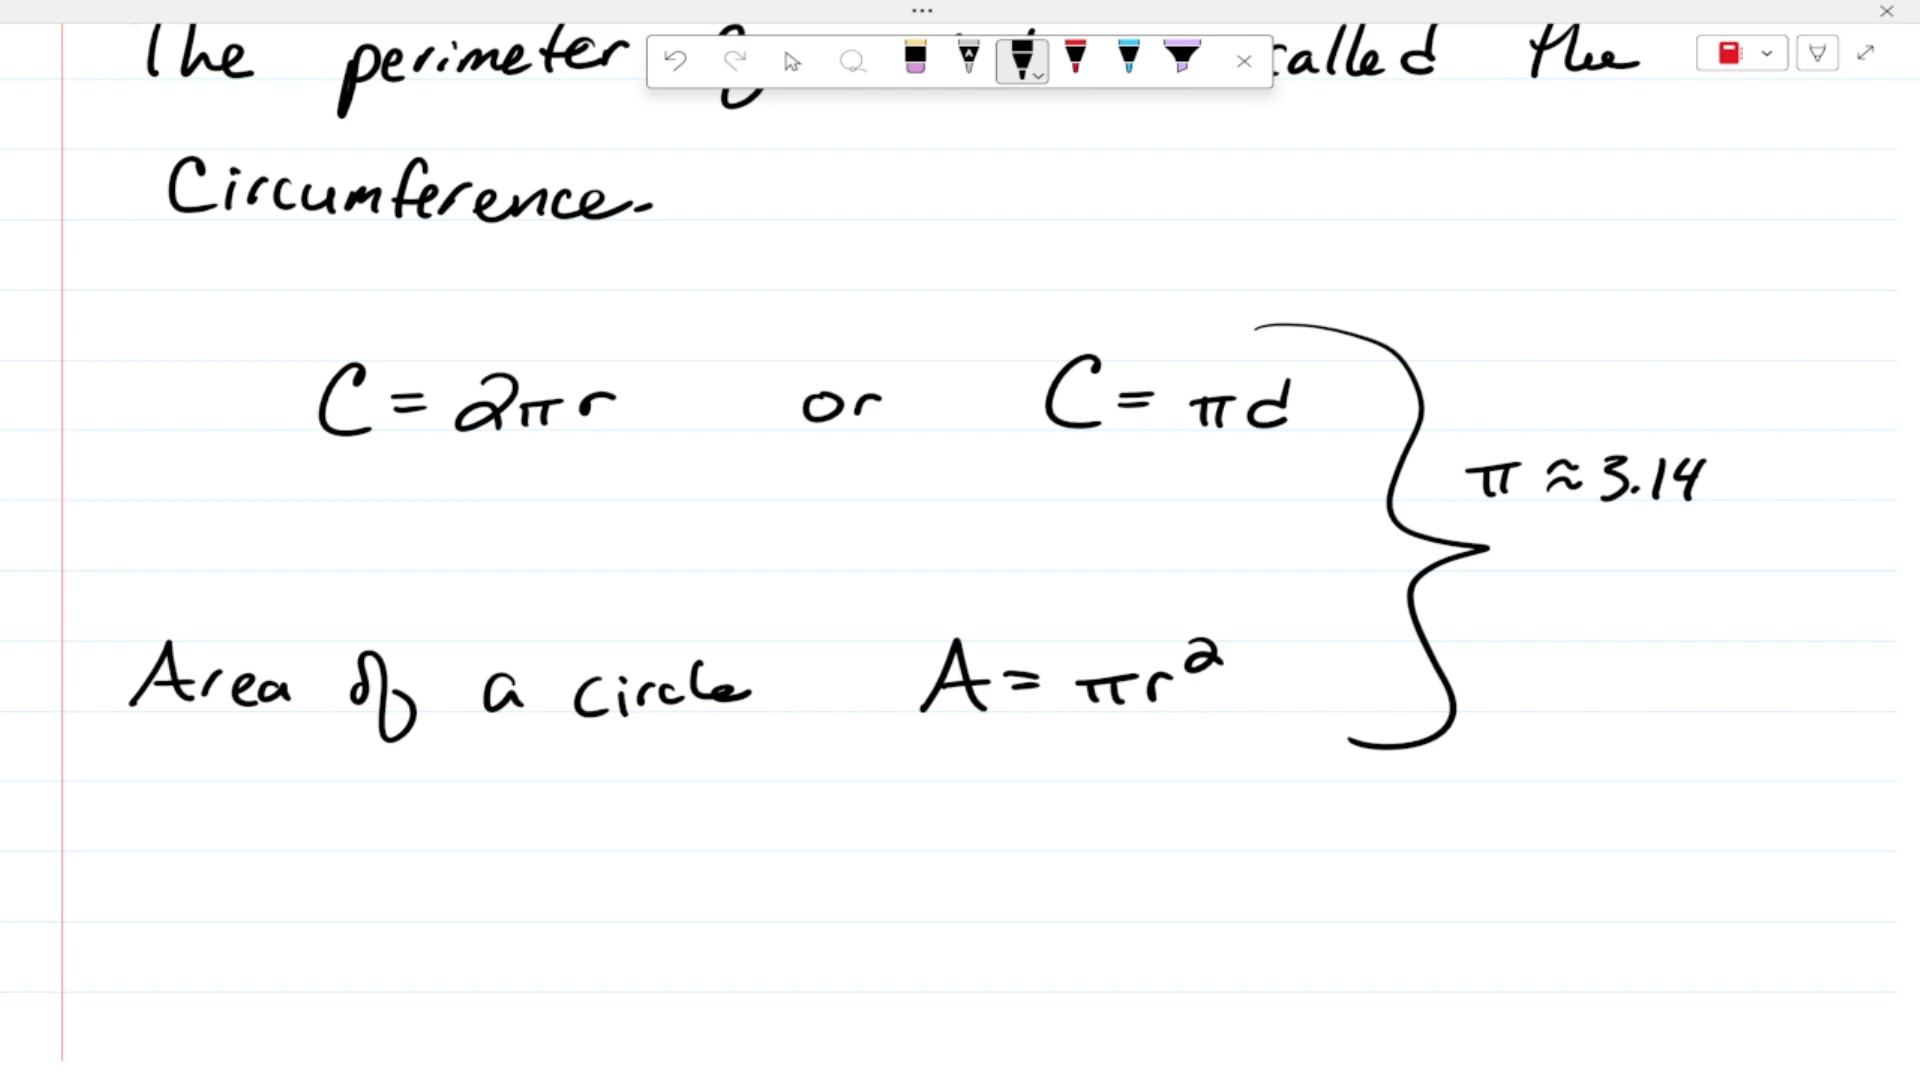 The perimeter called the
Circumference.
C = 2πr or C = πd
π ≈ 3.14
Area of a circle A = πr²